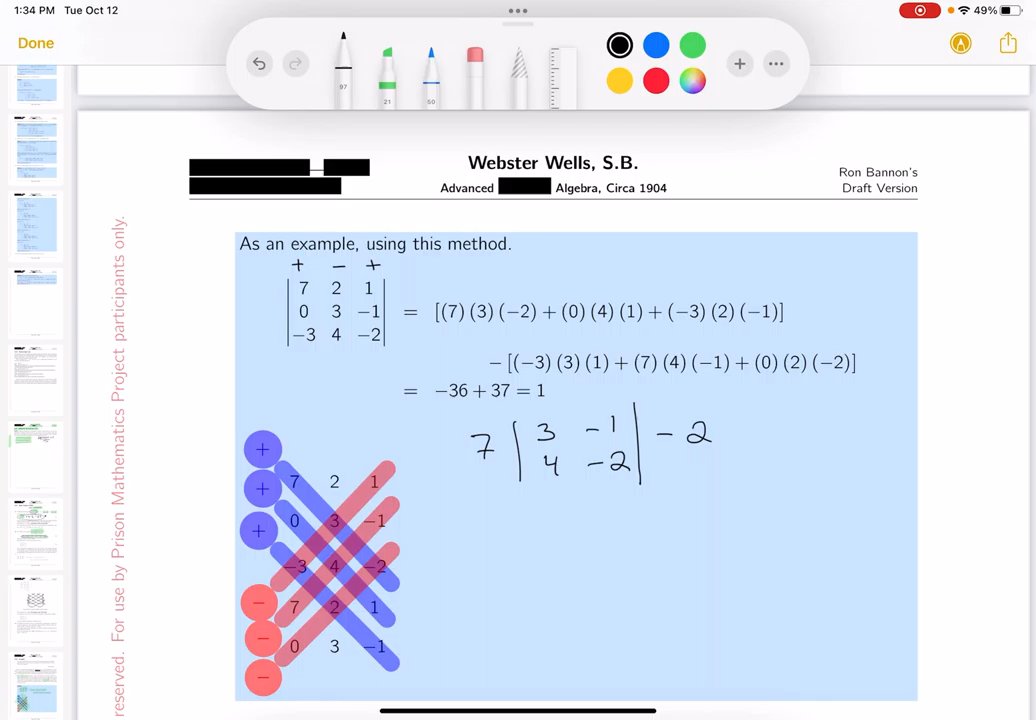 1:34 PM Tue Oct 12
49%
Done
97
21
50
Webster Wells, S.B.
Advanced Algebra, Circa 1904
Ron Bannon's
Draft Version
As an example, using this method.
+ − +
7 2 1
0 3 −1
−3 4 −2
= [(7) (3) (−2) + (0) (4) (1) + (−3) (2) (−1)]
− [(−3) (3) (1) + (7) (4) (−1) + (0) (2) (−2)]
= −36 + 37 = 1
7 | 3 −1 | − 2
| 4 −2 |
+
+ 7 2 1
+ 0 3 −1
−3 4 −2
− 7 2 1
− 0 3 −1
−
reserved. For use by Prison Mathematics Project participants only.